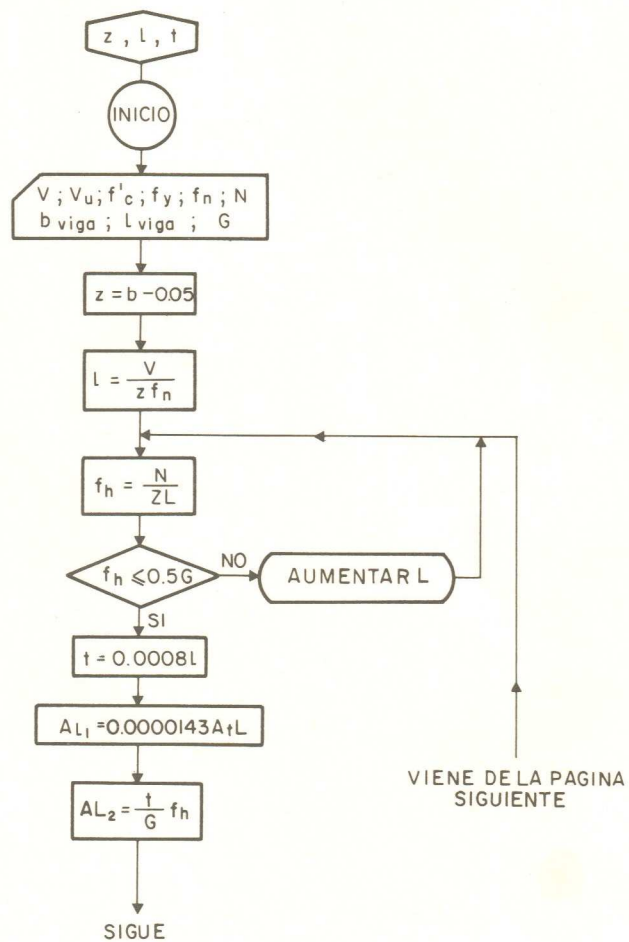 z , l , t
INICIO
V ; Vu; f'c ; fy ; fn ; N
b viga ; l viga ; G
z = b - 0.05
l = V / z fn
fh = N / ZL
fh ≤ 0.5G
NO
AUMENTAR L
SI
t = 0.0008l
AL1 = 0.0000143 A t L
AL2 = t / G fh
VIENE DE LA PAGINA
SIGUIENTE
SIGUE